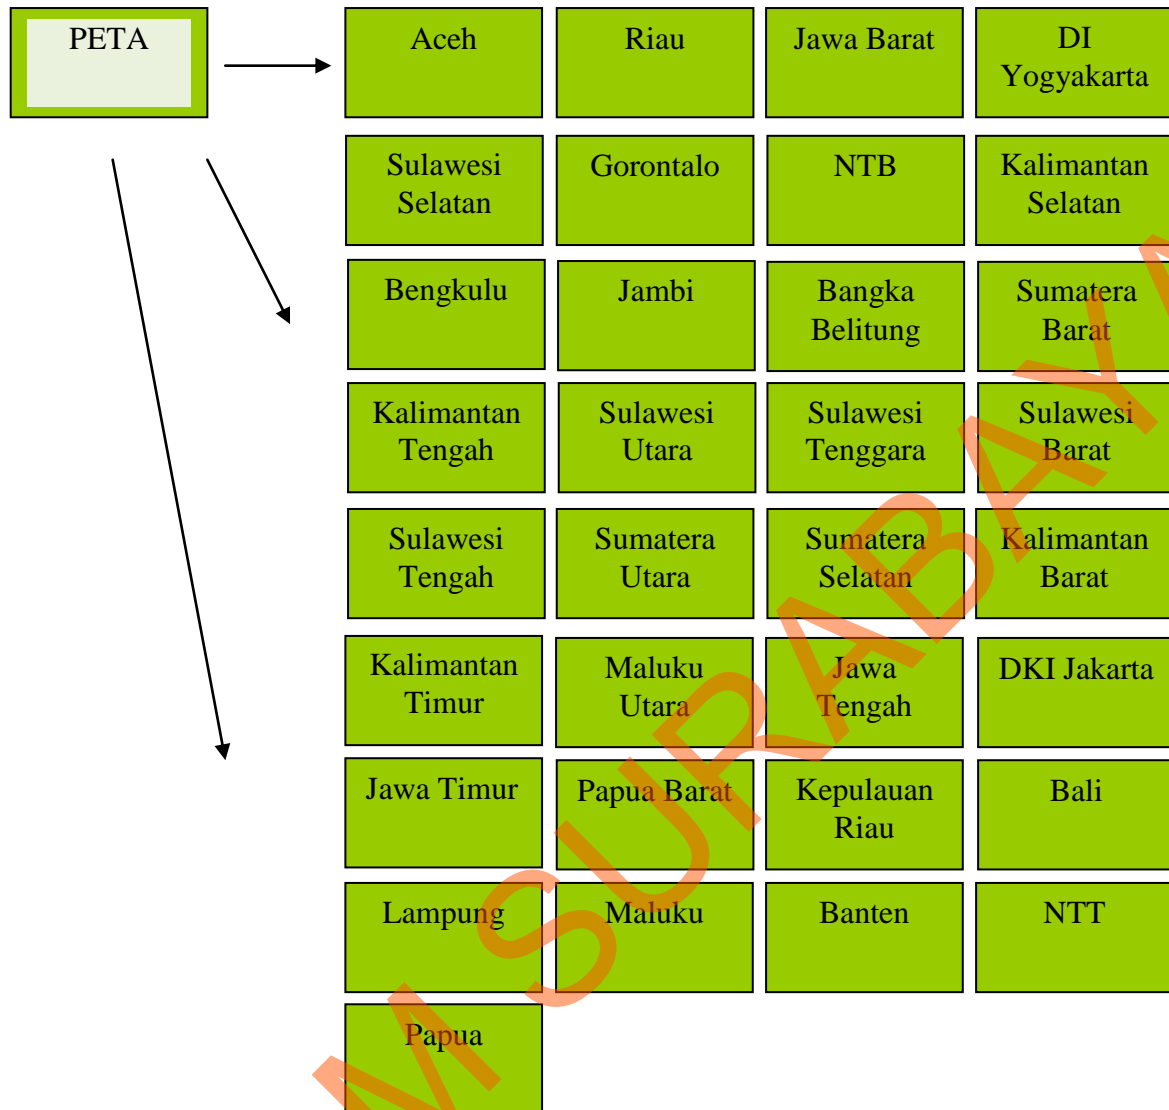 PETA
Aceh
Riau
Jawa Barat
DI
Yogyakarta
Sulawesi
Selatan
Gorontalo
NTB
Kalimantan
Selatan
Bengkulu
Jambi
Bangka
Belitung
Sumatera
Barat
Kalimantan
Tengah
Sulawesi
Utara
Sulawesi
Tenggara
Sulawesi
Barat
Sulawesi
Tengah
Sumatera
Utara
Sumatera
Selatan
Kalimantan
Barat
Kalimantan
Timur
Maluku
Utara
Jawa
Tengah
DKI Jakarta
Jawa Timur
Papua Barat
Kepulauan
Riau
Bali
Lampung
Maluku
Banten
NTT
Papua
M SURABAYA